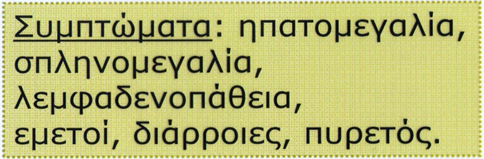 Συμπτώματα: ηπατομεγαλία,
σπληνομεγαλία,
λεμφαδενοπάθεια,
εμετοί, διάρροιες, πυρετός.